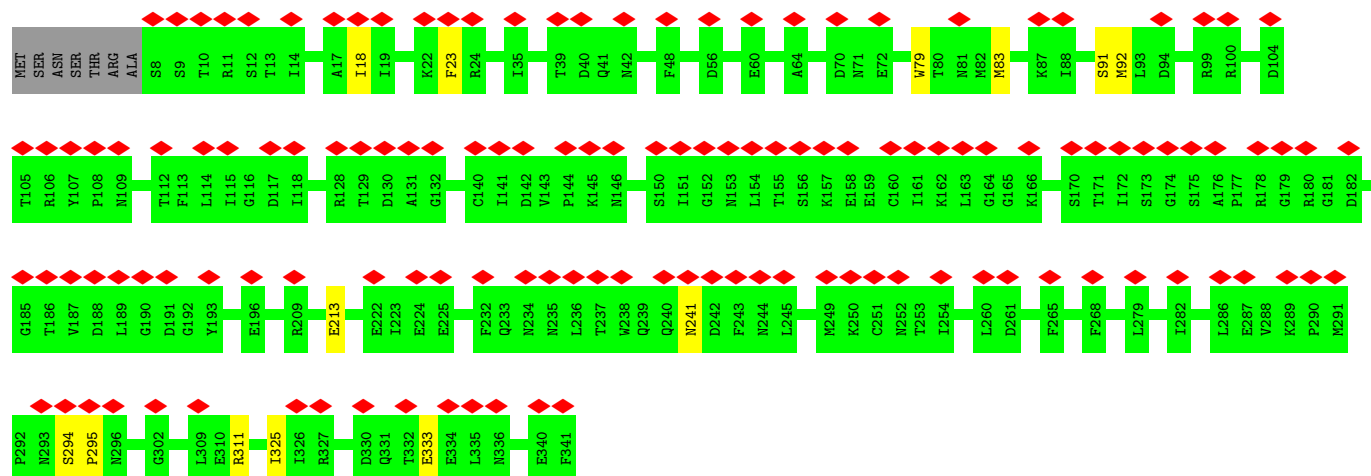 MET SER ASN SER THR ARG ALA S8 S9 T10 R11 S12 T13 I14 A17 I18 I19 K22 F23 R24 I35 T39 D40 Q41 N42 F48 D56 E60 A64 D70 N71 E72 W79 T80 N81 M82 M83 K87 I88 S91 M92 L93 D94 R99 R100 D104
T105 R106 Y107 P108 N109 T112 F113 L114 I115 G116 D117 I118 R128 T129 D130 A131 G132 C140 I141 D142 V143 P144 K145 N146 S150 I151 G152 N153 L154 T155 S156 K157 E158 E159 C160 I161 K162 L163 G164 G165 K166 S170 T171 I172 S173 G174 S175 A176 P177 R178 G179 R180 G181 D182
G185 T186 V187 D188 L189 G190 D191 G192 Y193 E196 R209 E213 E222 I223 E224 E225 F232 Q233 N234 N235 L236 T237 W238 Q239 Q240 N241 D242 F243 N244 L245 M249 K250 C251 N252 T253 I254 L260 D261 F265 F268 L279 I282 L286 E287 V288 K289 P290 M291
P292 N293 S294 P295 N296 G302 L309 E310 R311 I325 I326 R327 D330 Q331 T332 E333 E334 L335 N336 E340 F341